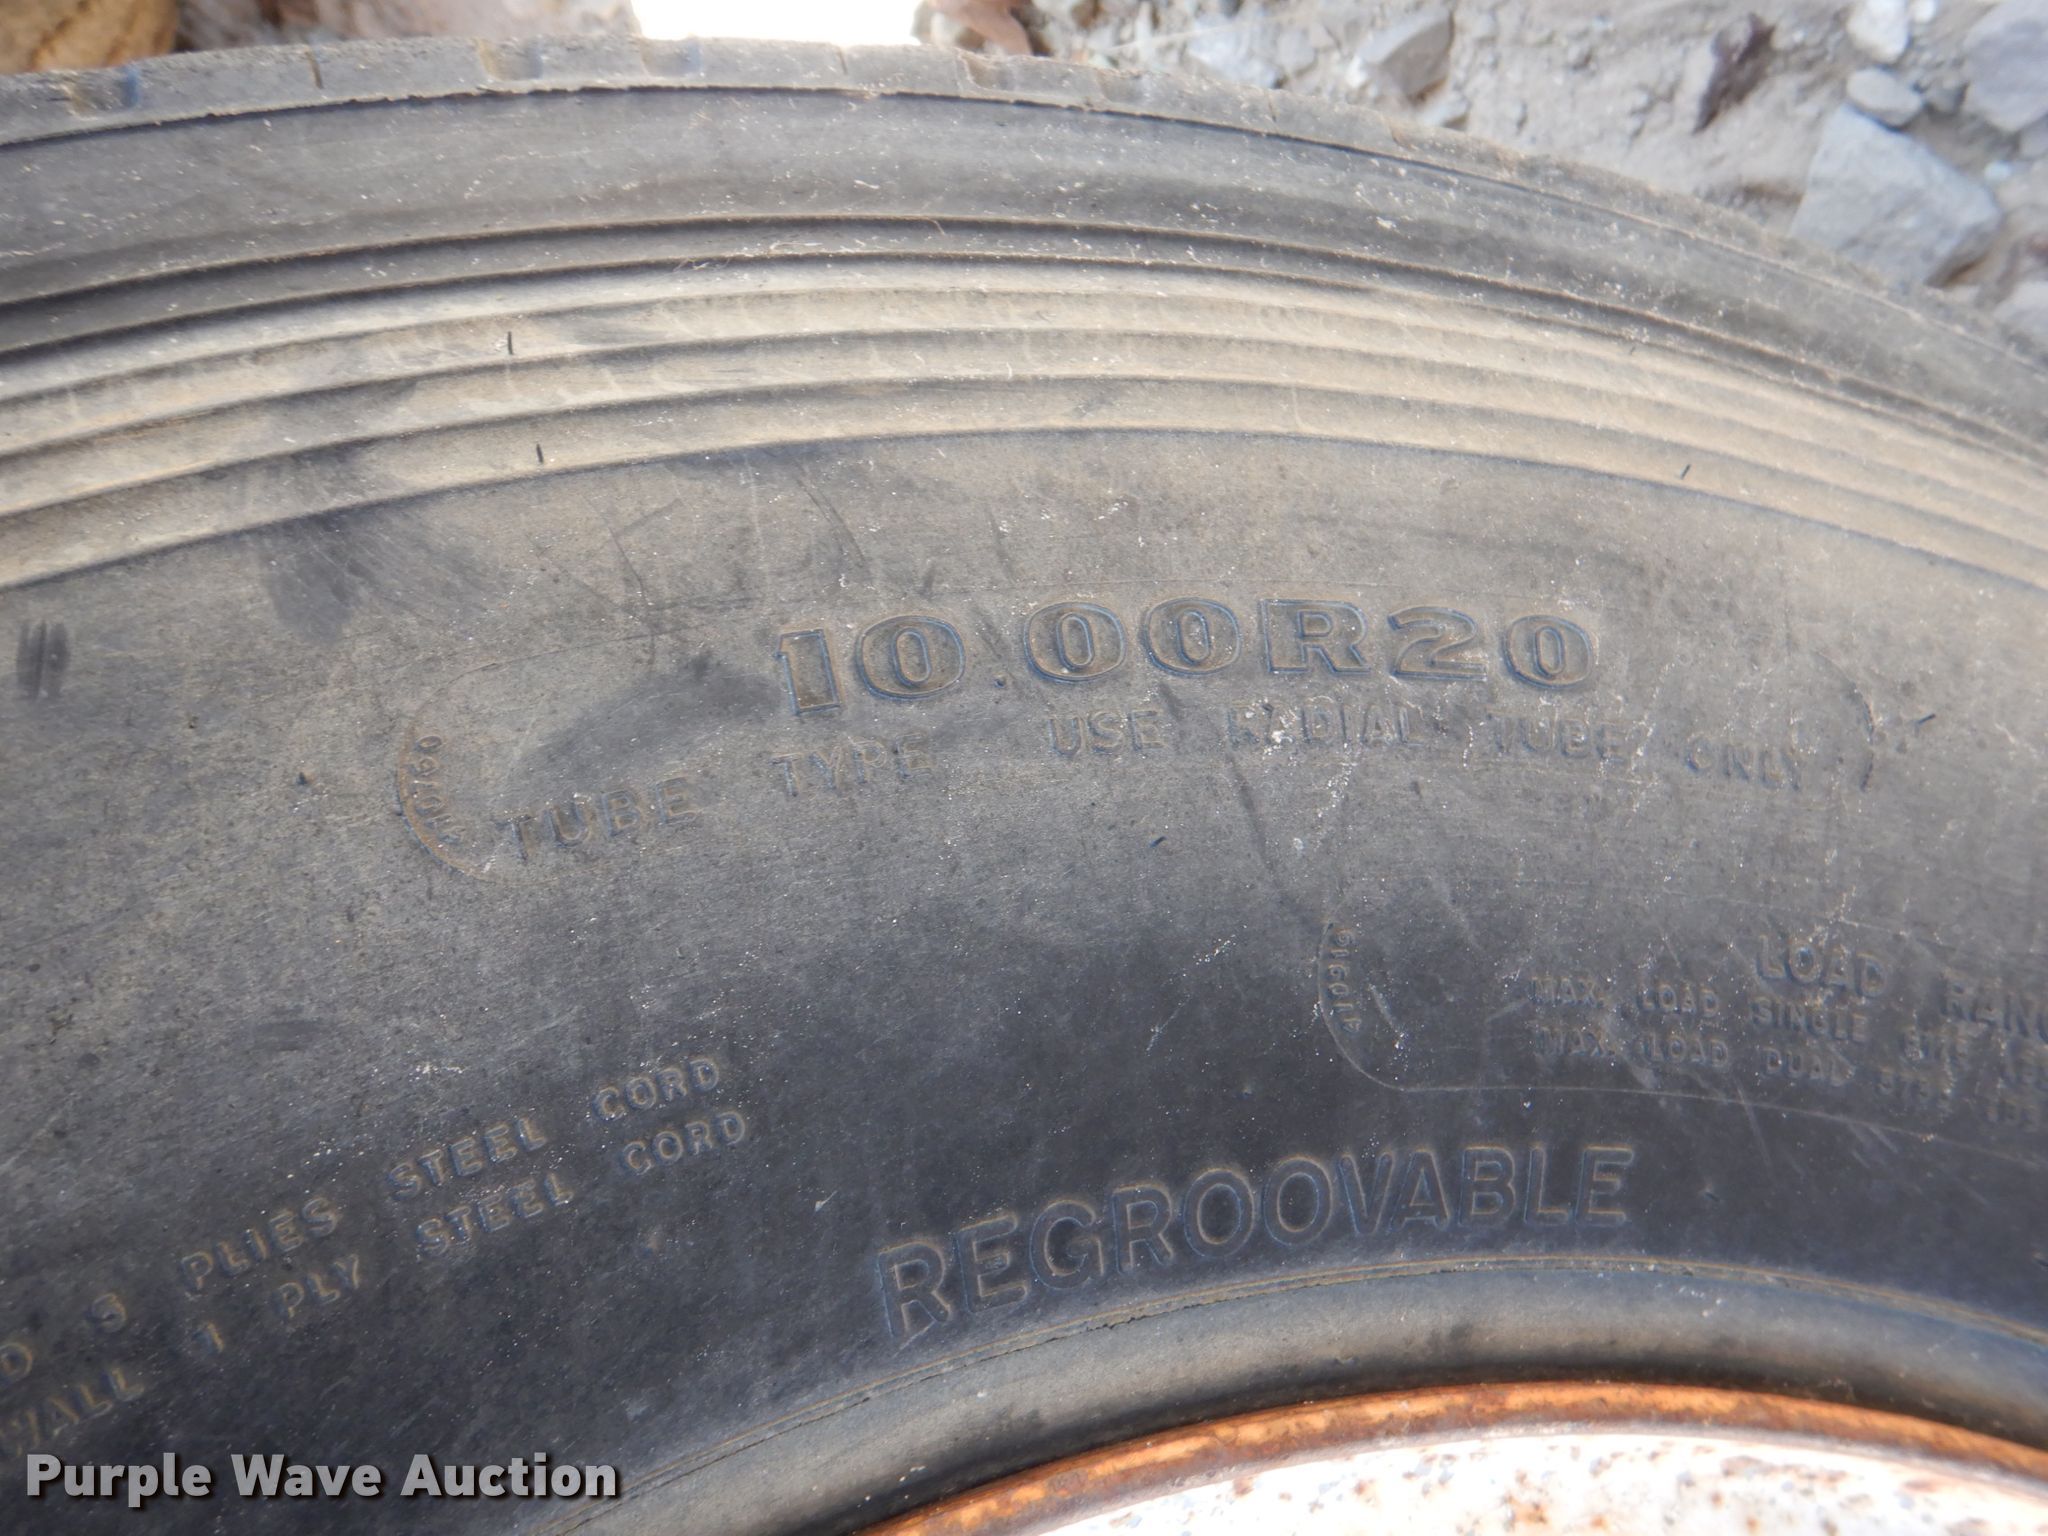 10.00R20
TUBE TYPE USE RADIAL TUBE ONLY
LOAD
MAX. LOAD SINGLE
MAX. LOAD DUAL
5 PLIES STEEL CORD
1 PLY STEEL CORD
REGROOVABLE
Purple Wave Auction